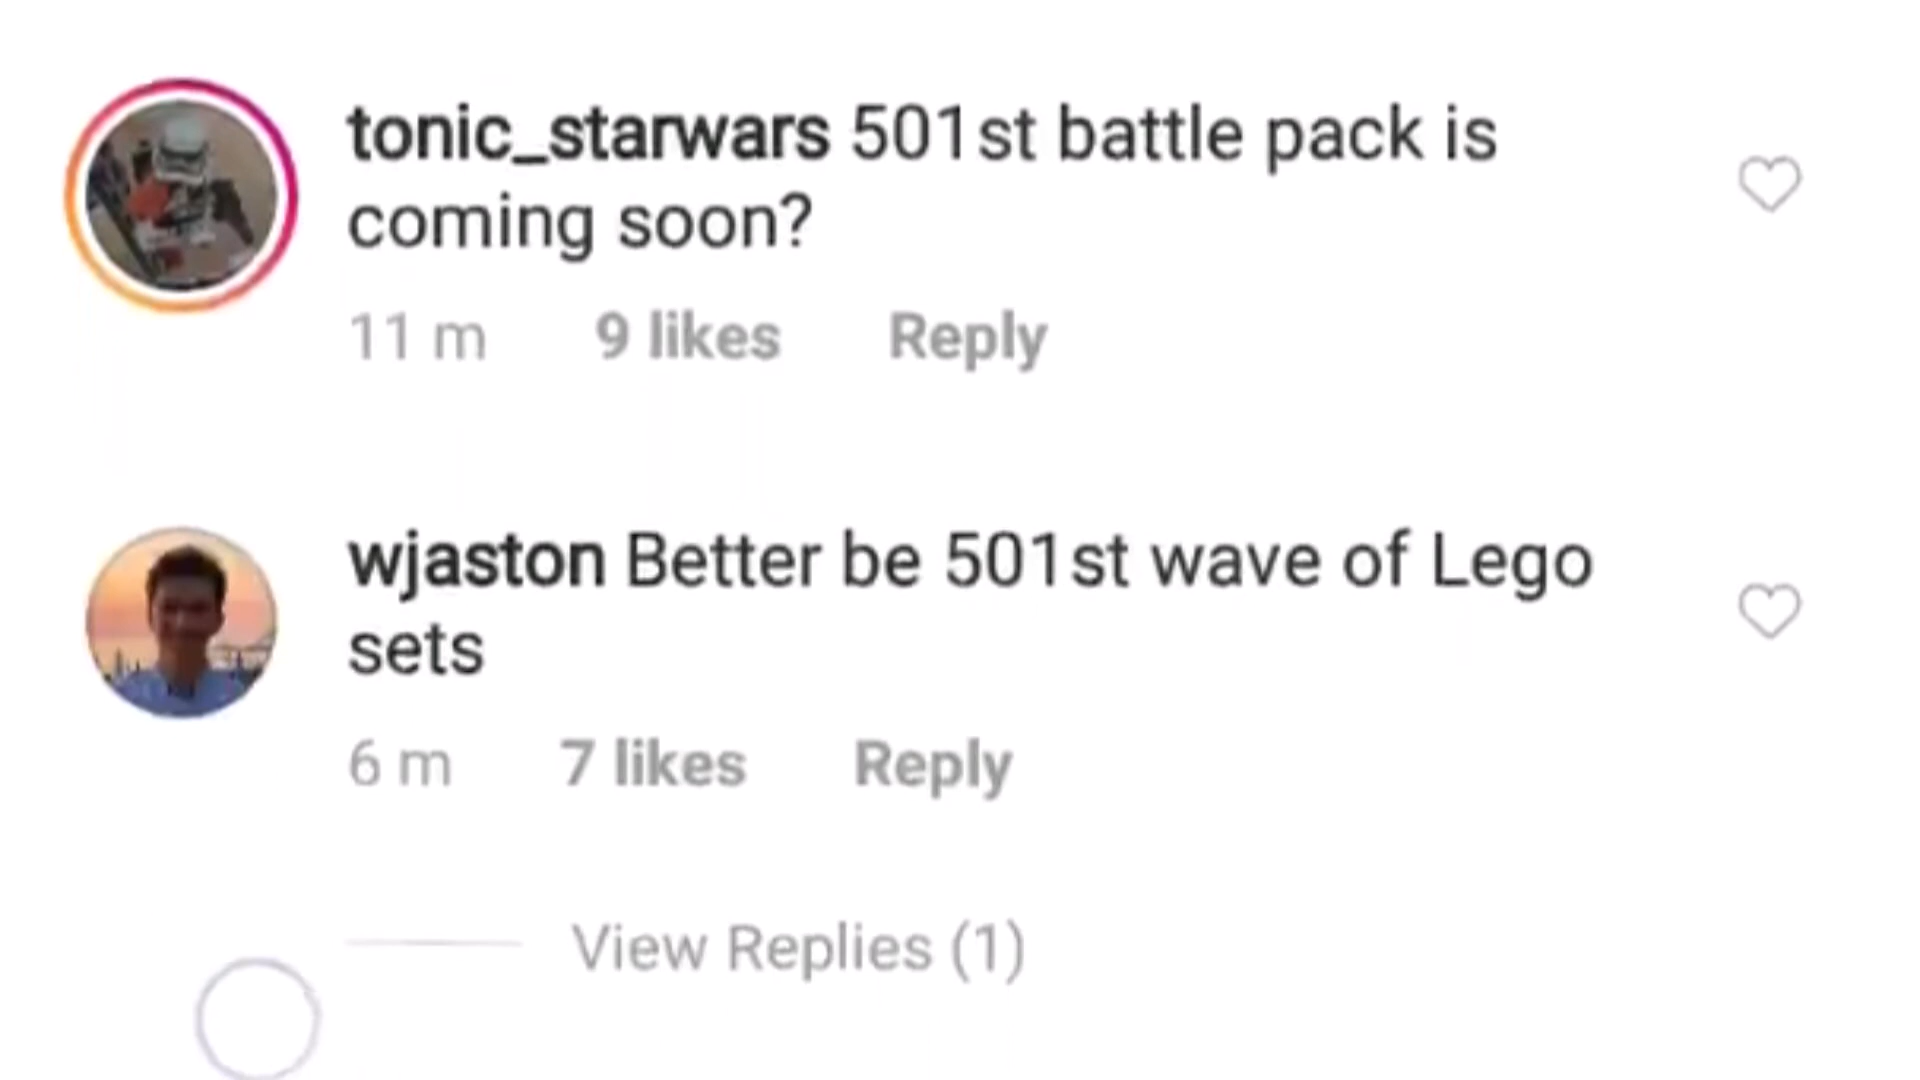 tonic_starwars 501st battle pack is
coming soon?
11 m 9 likes Reply
wjaston Better be 501st wave of Lego
sets
6 m 7 likes Reply
View Replies (1)